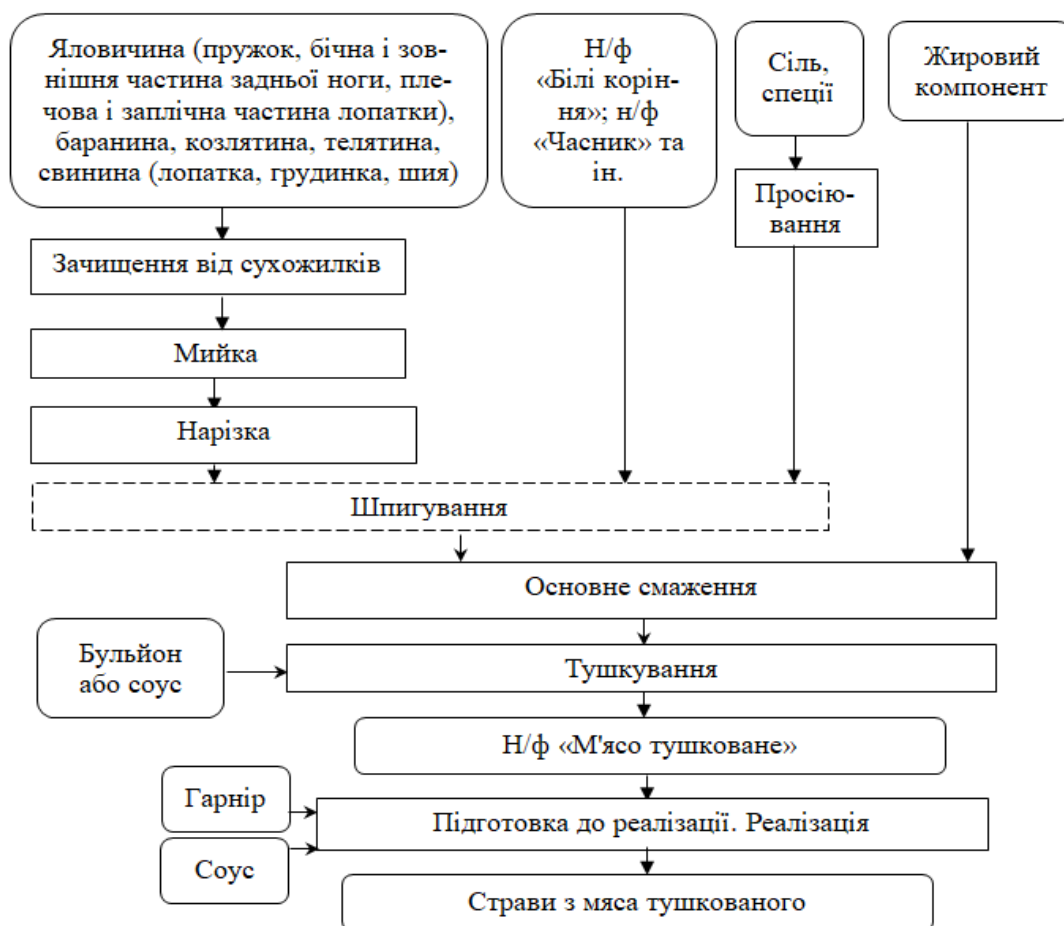 Яловичина (пружок, бічна і зов-
нішня частина задньої ноги, пле-
чова і заплічна частина лопатки),
баранина, козлятина, телятина,
свинина (лопатка, грудинка, шия)
Н/ф
«Білі корін-
ня»; н/ф
«Часник» та
ін.
Сіль,
спеції
Жировий
компонент
Просію-
вання
Зачищення від сухожилків
Мийка
Нарізка
Шпигування
Основне смаження
Бульйон
або соус
Тушкування
Н/ф «М'ясо тушковане»
Гарнір
Підготовка до реалізації. Реалізація
Соус
Страви з мяса тушкованого